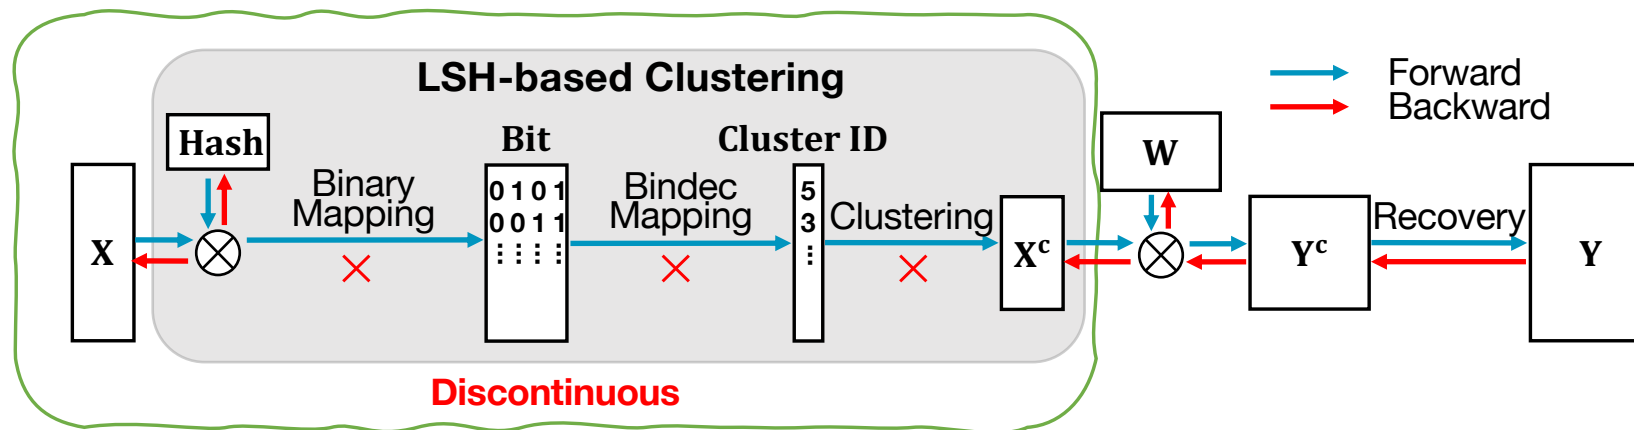 LSH-based Clustering
Forward
Backward
Hash
Bit
Cluster ID
W
X
Binary
Mapping
0 1 0 1
0 0 1 1
⋮ ⋮ ⋮ ⋮
Bindec
Mapping
5
3
⋮
Clustering
Xᶜ
Yᶜ
Recovery
Y
Discontinuous